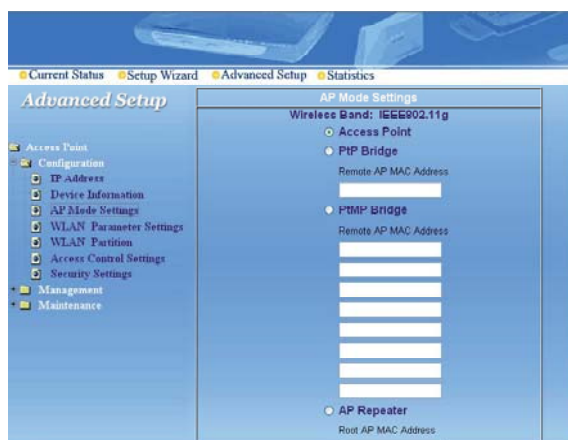 Current Status Setup Wizard Advanced Setup Statistics
Advanced Setup
Access Point
Configuration
IP Address
Device Information
AP Mode Settings
WLAN Parameter Settings
WLAN Partition
Access Control Settings
Security Settings
Management
Maintenance
AP Mode Settings
Wireless Band: IEEE802.11g
Access Point
PtP Bridge
Remote AP MAC Address
PtMP Bridge
Remote AP MAC Address
AP Repeater
Root AP MAC Address